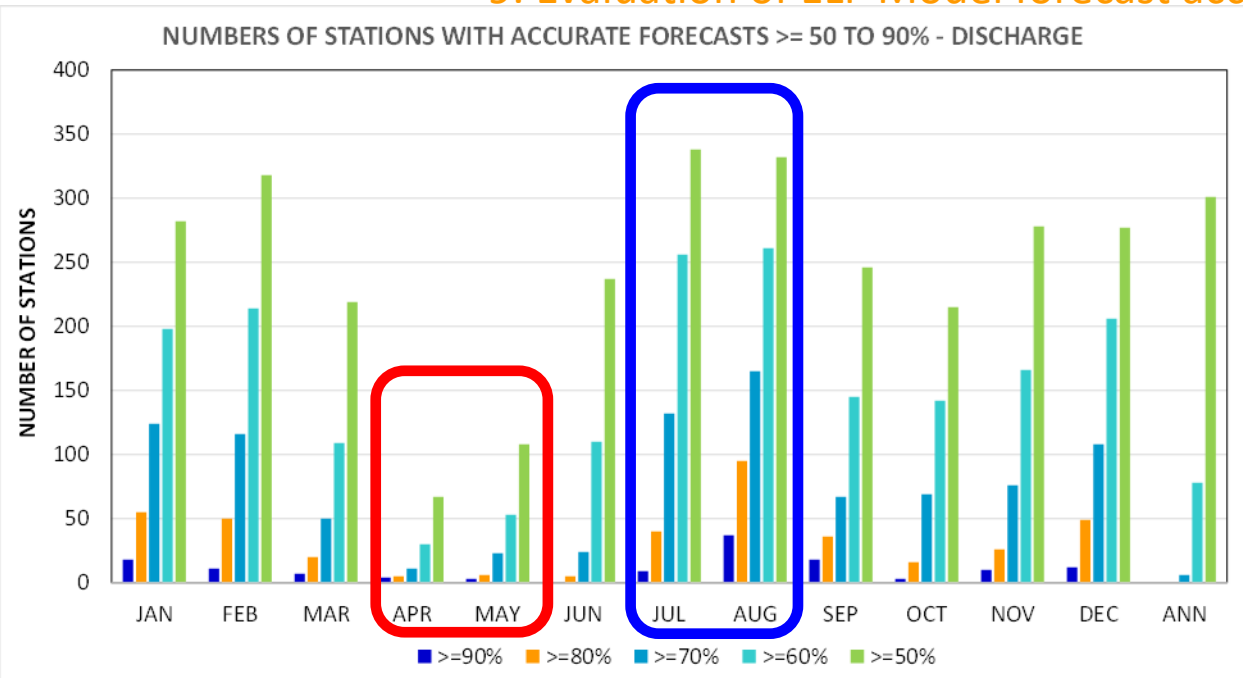 NUMBERS OF STATIONS WITH ACCURATE FORECASTS >= 50 TO 90% - DISCHARGE
400
350
300
250
200
150
100
50
0
NUMBER OF STATIONS
JAN FEB MAR APR MAY JUN JUL AUG SEP OCT NOV DEC ANN
>=90% >=80% >=70% >=60% >=50%